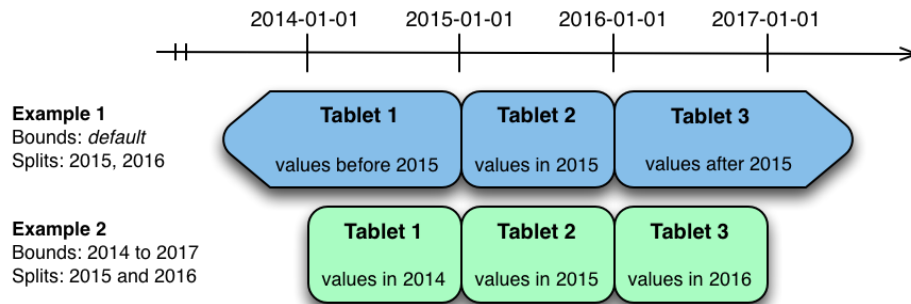 2014-01-01 2015-01-01 2016-01-01 2017-01-01
Example 1
Bounds: default
Splits: 2015, 2016
Tablet 1
values before 2015
Tablet 2
values in 2015
Tablet 3
values after 2015
Example 2
Bounds: 2014 to 2017
Splits: 2015 and 2016
Tablet 1
values in 2014
Tablet 2
values in 2015
Tablet 3
values in 2016